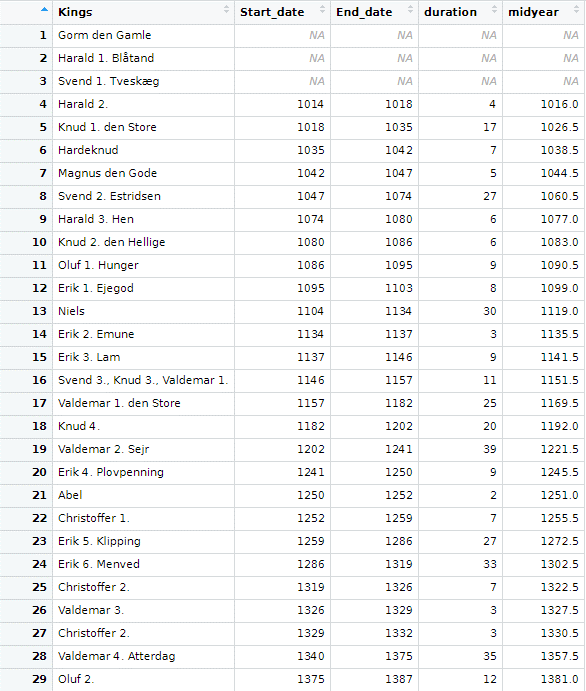 Kings Start_date End_date duration midyear
1 Gorm den Gamle NA NA NA NA
2 Harald 1. Blåtand NA NA NA NA
3 Svend 1. Tveskæg NA NA NA NA
4 Harald 2. 1014 1018 4 1016.0
5 Knud 1. den Store 1018 1035 17 1026.5
6 Hardeknud 1035 1042 7 1038.5
7 Magnus den Gode 1042 1047 5 1044.5
8 Svend 2. Estridsen 1047 1074 27 1060.5
9 Harald 3. Hen 1074 1080 6 1077.0
10 Knud 2. den Hellige 1080 1086 6 1083.0
11 Oluf 1. Hunger 1086 1095 9 1090.5
12 Erik 1. Ejegod 1095 1103 8 1099.0
13 Niels 1104 1134 30 1119.0
14 Erik 2. Emune 1134 1137 3 1135.5
15 Erik 3. Lam 1137 1146 9 1141.5
16 Svend 3., Knud 3., Valdemar 1. 1146 1157 11 1151.5
17 Valdemar 1. den Store 1157 1182 25 1169.5
18 Knud 4. 1182 1202 20 1192.0
19 Valdemar 2. Sejr 1202 1241 39 1221.5
20 Erik 4. Plovpenning 1241 1250 9 1245.5
21 Abel 1250 1252 2 1251.0
22 Christoffer 1. 1252 1259 7 1255.5
23 Erik 5. Klipping 1259 1286 27 1272.5
24 Erik 6. Menved 1286 1319 33 1302.5
25 Christoffer 2. 1319 1326 7 1322.5
26 Valdemar 3. 1326 1329 3 1327.5
27 Christoffer 2. 1329 1332 3 1330.5
28 Valdemar 4. Atterdag 1340 1375 35 1357.5
29 Oluf 2. 1375 1387 12 1381.0